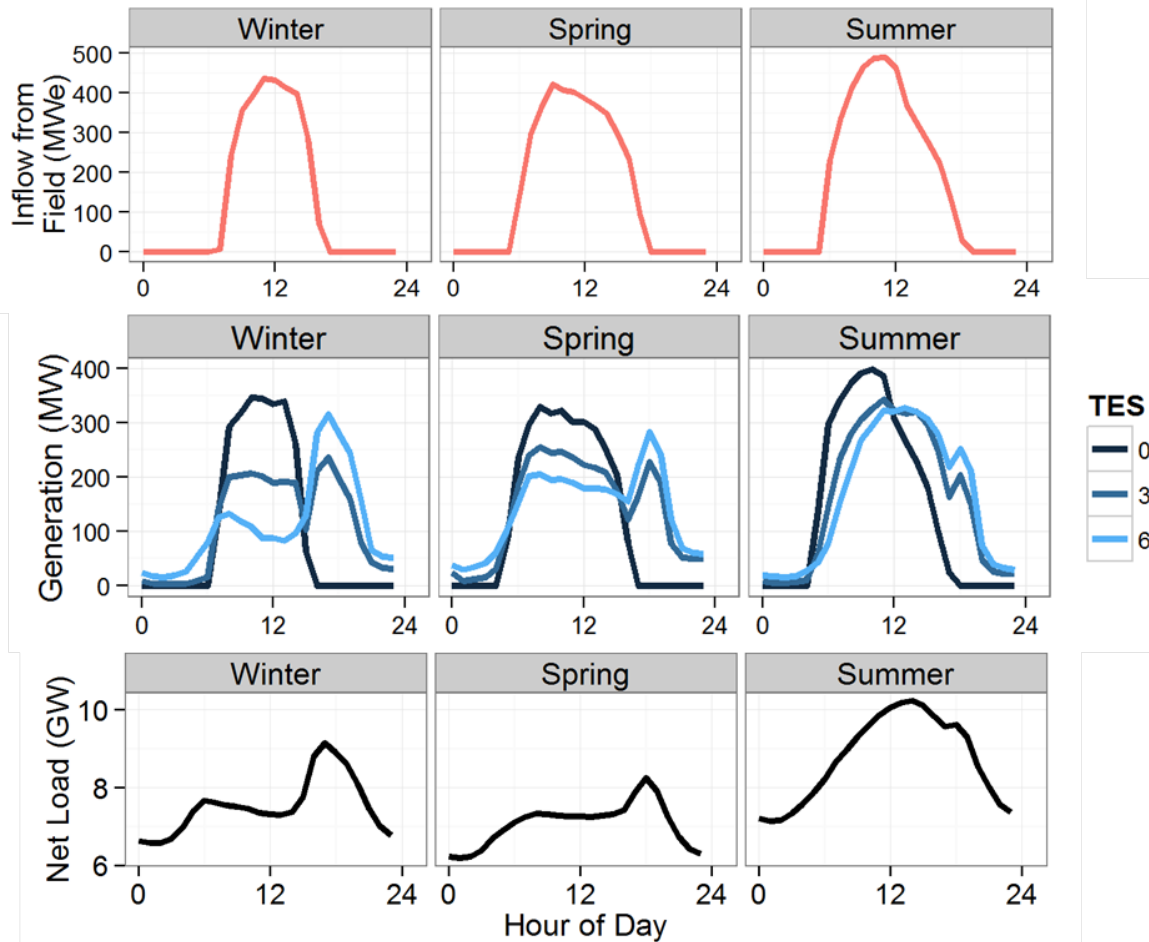 Winter Spring Summer
Inflow from
Field (MWe)
500
400
300
200
100
0
0 12 24 0 12 24 0 12 24
Winter Spring Summer
Generation (MW)
400
300
200
100
0
0 12 24 0 12 24 0 12 24
TES
0
3
6
Winter Spring Summer
Net Load (GW)
10
8
6
0 12 24 0 12 24 0 12 24
Hour of Day